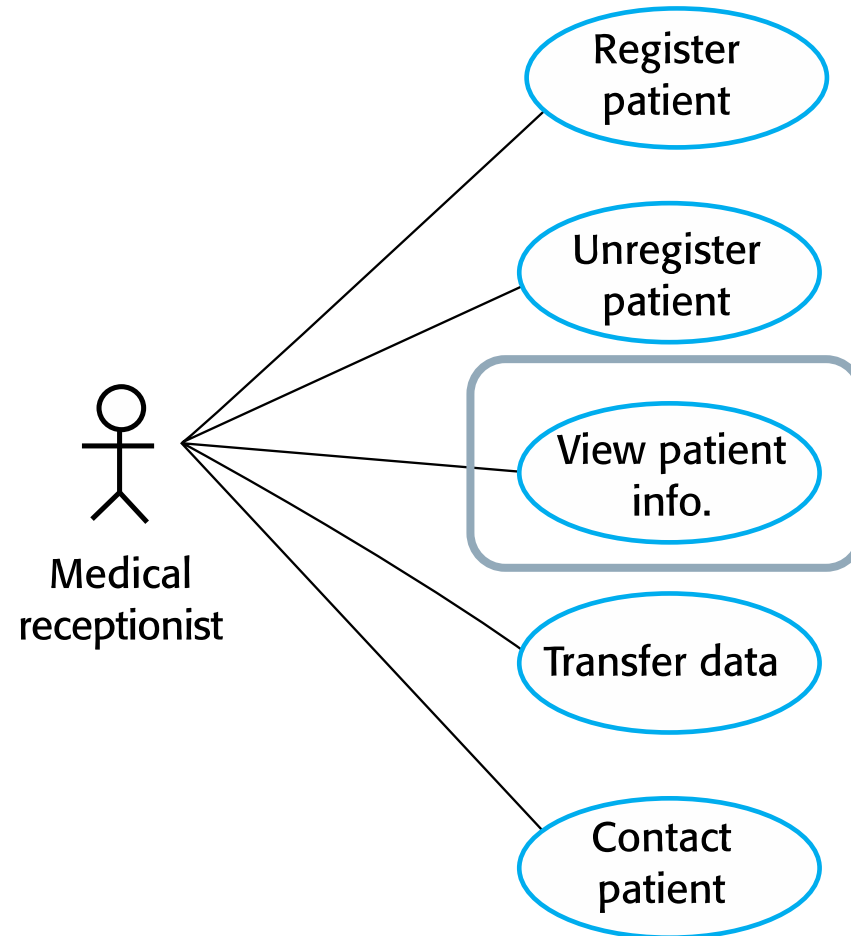 Register
patient
Unregister
patient
View patient
info.
Medical
receptionist
Transfer data
Contact
patient